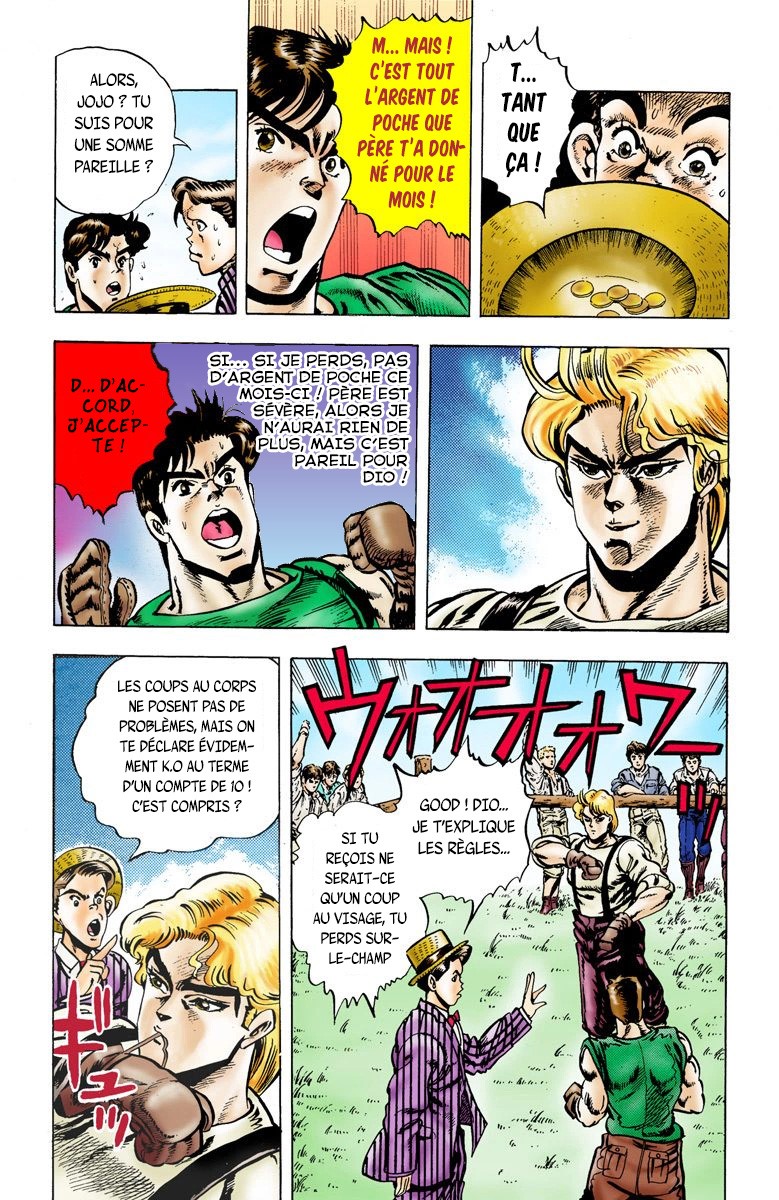 T...
TANT
QUE
ÇA !
M... MAIS !
C'EST TOUT
L'ARGENT DE
POCHE QUE
PÈRE T'A DON-
NÉ POUR LE
MOIS !
ALORS,
JOJO ? TU
SUIS POUR
UNE SOMME
PAREILLE ?
SI... SI JE PERDS, PAS
D'ARGENT DE POCHE CE
MOIS-CI ! PÈRE EST
SÉVÈRE, ALORS JE
N'AURAI RIEN DE
PLUS, MAIS C'EST
PAREIL POUR
DIO !
D... D'AC-
CORD,
J'ACCEP-
TE !
ウオオオオワーッ!!
GOOD ! DIO...
JE T'EXPLIQUE
LES RÈGLES...
SI TU
REÇOIS NE
SERAIT-CE
QU'UN COUP
AU VISAGE, TU
PERDS SUR-
LE-CHAMP
LES COUPS AU CORPS
NE POSENT PAS DE
PROBLÈMES, MAIS ON
TE DÉCLARE ÉVIDEM-
MENT K.O AU TERME
D'UN COMPTE DE 10 !
C'EST COMPRIS ?
ギュッ